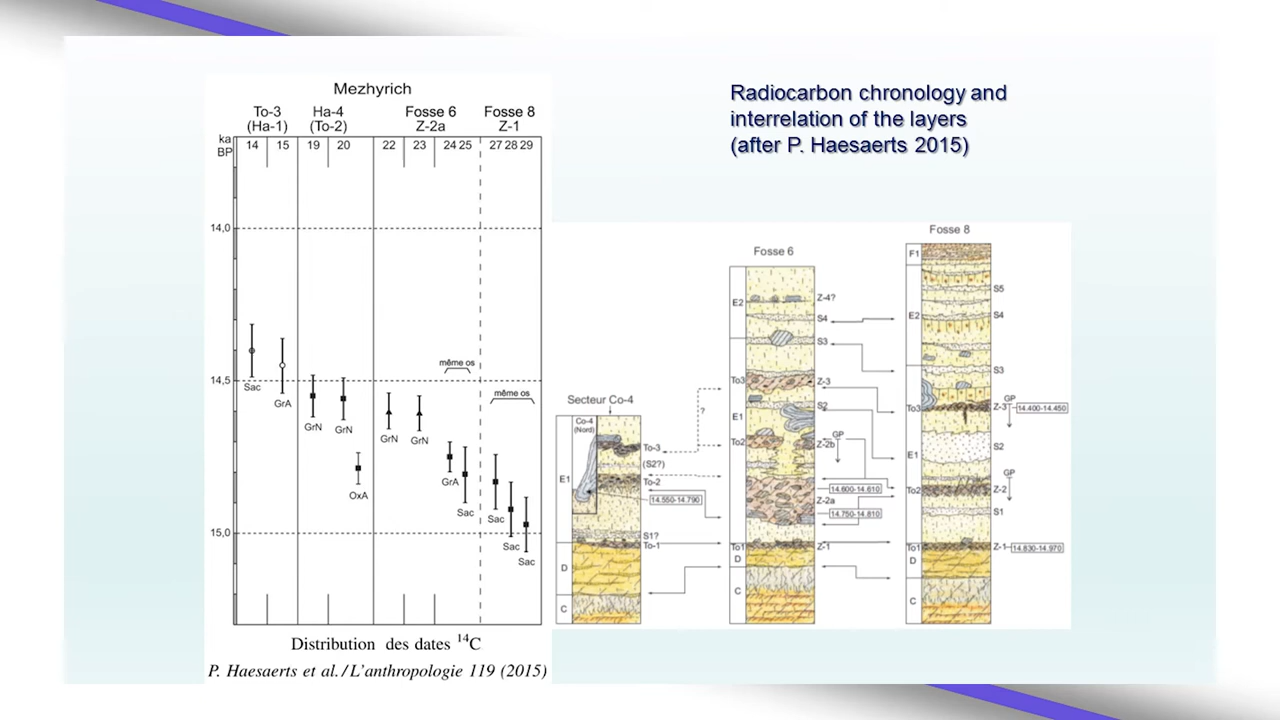 Radiocarbon chronology and
interrelation of the layers
(after P. Haesaerts 2015)
Mezhyrich
To-3 Ha-4 Fosse 6 Fosse 8
(Ha-1) (To-2) Z-2a Z-1
ka
BP
14 15 19 20 22 23 24 25 27 28 29
14,0
même os
14,5
Sac
même os
GrA
GrN GrN
GrN GrN
GrA
OxA
Sac
Sac
15,0
Sac
Sac
Distribution des dates 14C
P. Haesaerts et al. / L'anthropologie 119 (2015)
Secteur Co-4
Co-4
(Nord)
To-3
(S2?)
E1
To-2
14.550-14.790
S1?
To-1
D
C
?
Fosse 6
E2
Z-4?
S4
S3
To3
Z-3
S2
E1
GP
To2
Z-2b
14.600-14.610
Z-2a
14.750-14.810
To1
Z-1
D
C
Fosse 8
F1
S5
E2
S4
S3
GP
To3
Z-3
14.400-14.450
S2
E1
GP
To2
Z-2
S1
To1
Z-1
14.830-14.970
D
C